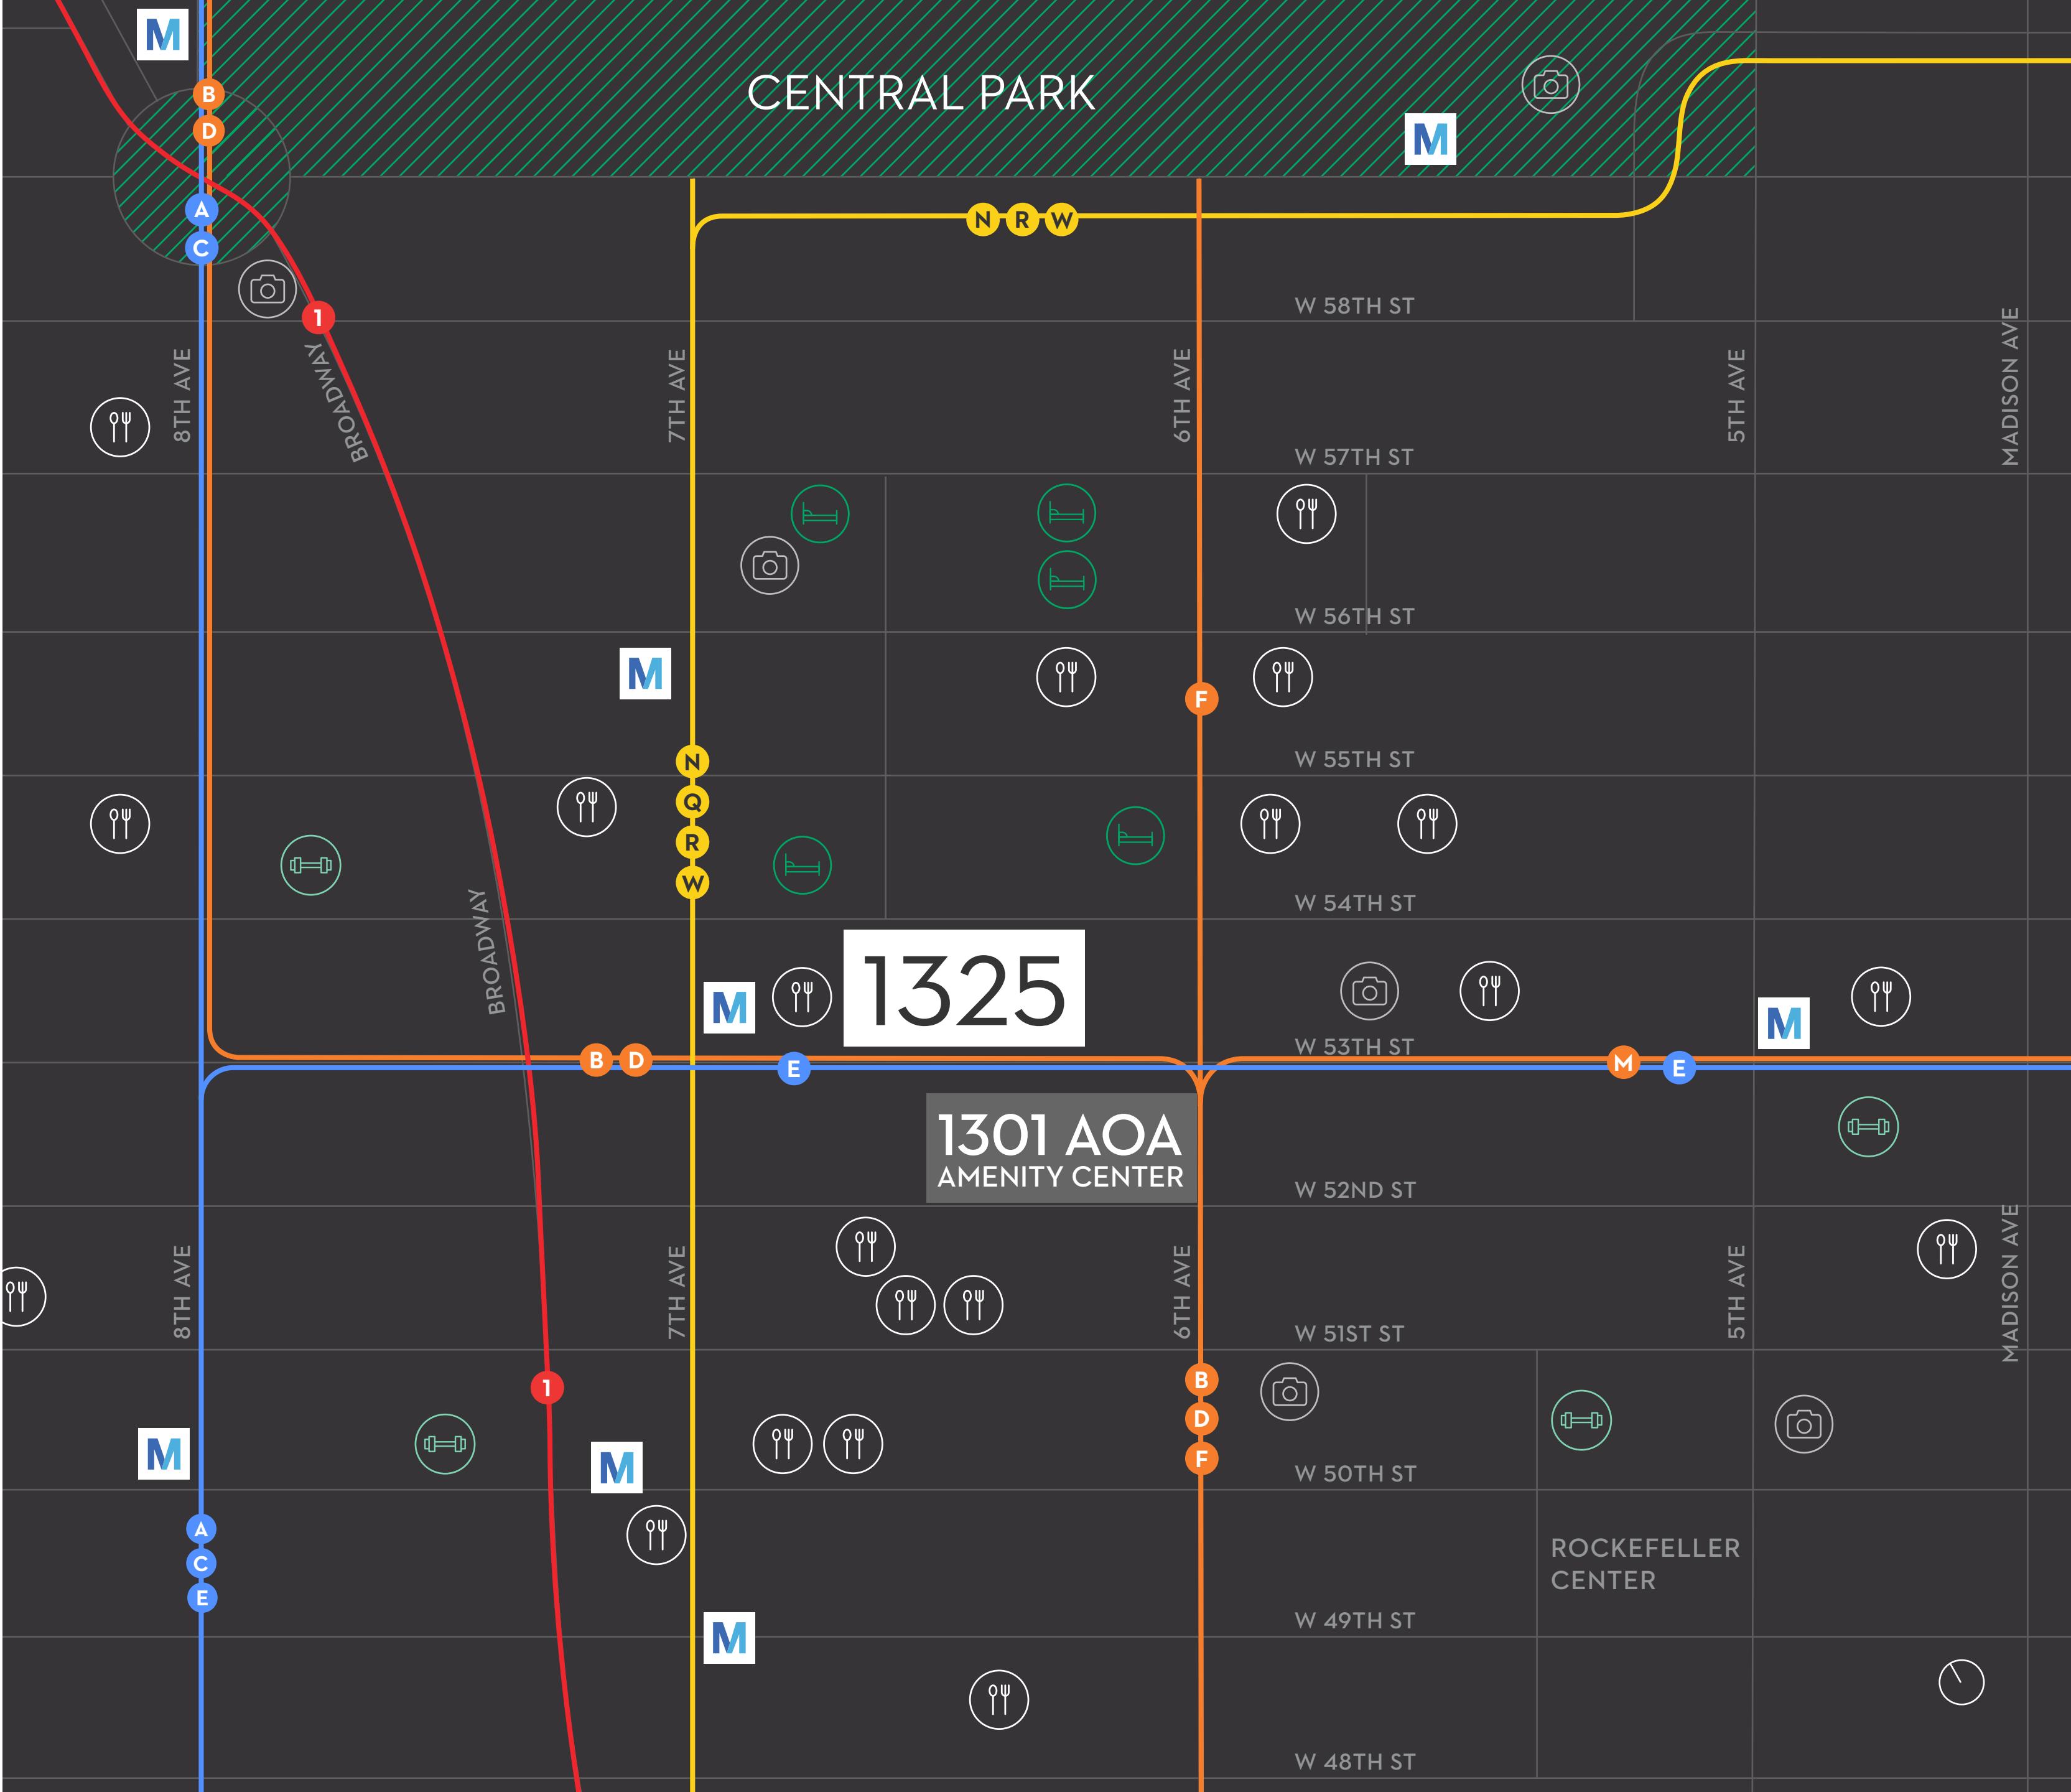 M
B
CENTRAL PARK
D
M
A
N R W
C
W 58TH ST
1
8TH AVE
BROADWAY
7TH AVE
6TH AVE
5TH AVE
MADISON AVE
W 57TH ST
W 56TH ST
M
F
W 55TH ST
N
Q
R
W
W 54TH ST
BROADWAY
1325
M
M
W 53TH ST
B D
E
M
E
1301 AOA
AMENITY CENTER
W 52ND ST
8TH AVE
7TH AVE
6TH AVE
5TH AVE
MADISON AVE
W 51ST ST
1
B
D
F
M
M
W 50TH ST
A
C
E
ROCKEFELLER
CENTER
W 49TH ST
M
W 48TH ST